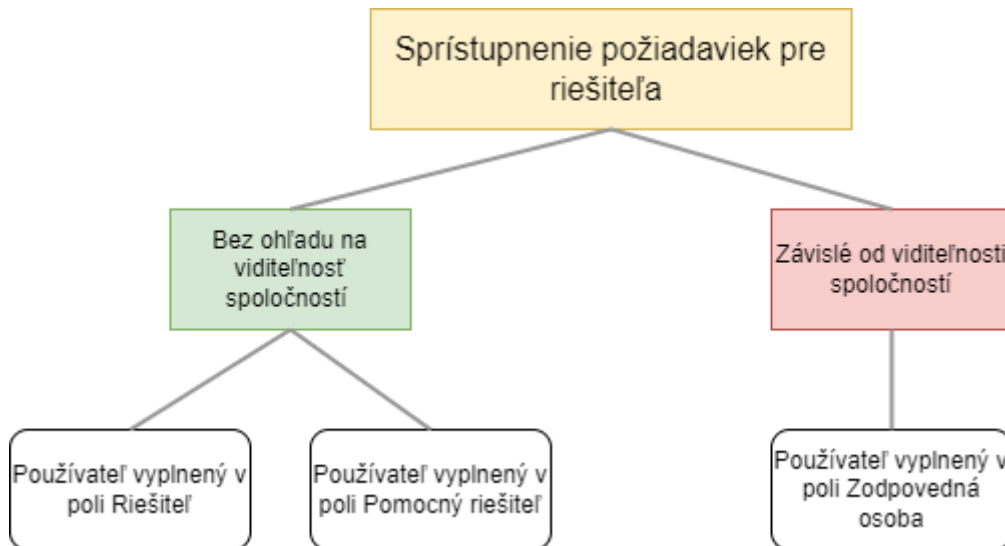 Sprístupnenie požiadaviek pre
riešiteľa
Bez ohľadu na
viditeľnosť
spoločností
Závislé od viditeľnosti
spoločností
Používateľ vyplnený v
poli Riešiteľ
Používateľ vyplnený v
poli Pomocný riešiteľ
Používateľ vyplnený v
poli Zodpovedná
osoba